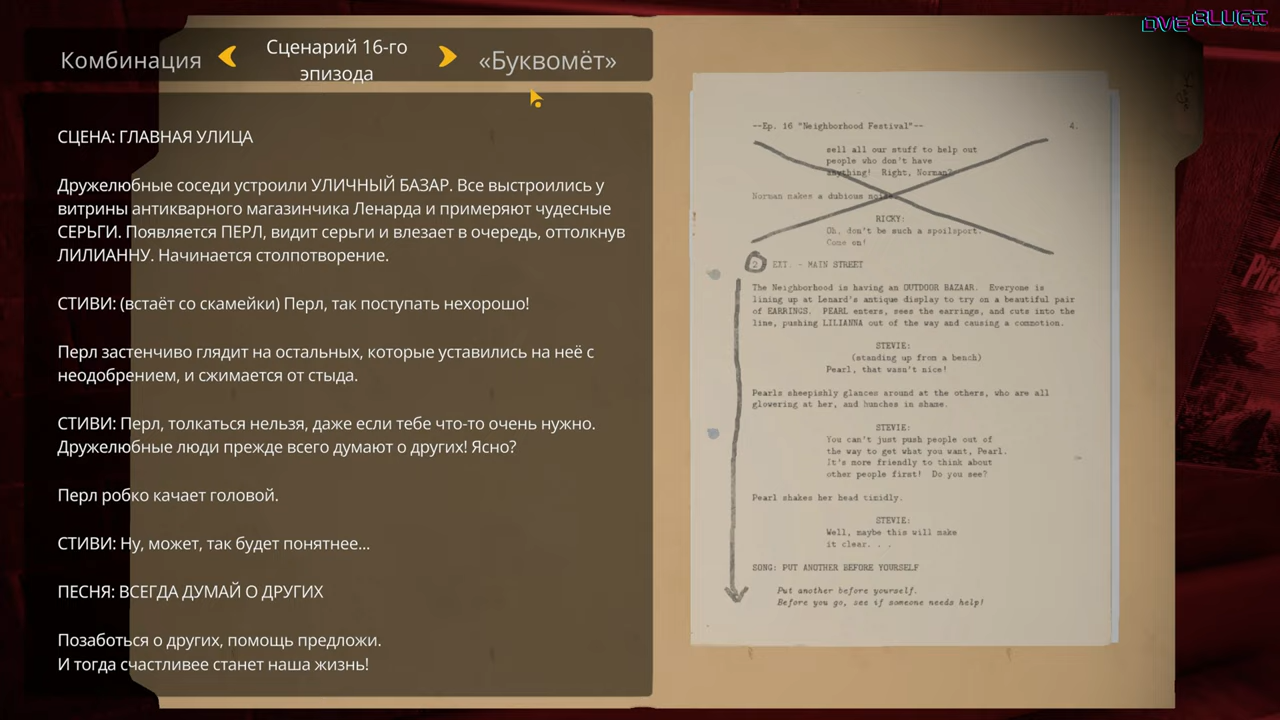 DVE BLUGI
Комбинация
Сценарий 16-го
эпизода
«Буквомёт»
СЦЕНА: ГЛАВНАЯ УЛИЦА
Дружелюбные соседи устроили УЛИЧНЫЙ БАЗАР. Все выстроились у
витрины антикварного магазинчика Ленарда и примеряют чудесные
СЕРЬГИ. Появляется ПЕРЛ, видит серьги и влезает в очередь, оттолкнув
ЛИЛИАННУ. Начинается столпотворение.
СТИВИ: (встаёт со скамейки) Перл, так поступать нехорошо!
Перл застенчиво глядит на остальных, которые уставились на неё с
неодобрением, и сжимается от стыда.
СТИВИ: Перл, толкаться нельзя, даже если тебе что-то очень нужно.
Дружелюбные люди прежде всего думают о других! Ясно?
Перл робко качает головой.
СТИВИ: Ну, может, так будет понятнее...
ПЕСНЯ: ВСЕГДА ДУМАЙ О ДРУГИХ
Позаботься о других, помощь предложи.
И тогда счастливее станет наша жизнь!
--Ep. 16 "Neighborhood Festival"-- 4.
sell all our stuff to help out
people who don't have
anything! Right, Norman?
Norman makes a dubious noise.
RICKY:
Oh, don't be such a spoilsport.
Come on!
2 EXT. - MAIN STREET
The Neighborhood is having an OUTDOOR BAZAAR. Everyone is
lining up at Lenard's antique display to try on a beautiful pair
of EARRINGS. PEARL enters, sees the earrings, and cuts into the
line, pushing LILIANNA out of the way and causing a commotion.
STEVIE:
(standing up from a bench)
Pearl, that wasn't nice!
Pearls sheepishly glances around at the others, who are all
glowering at her, and hunches in shame.
STEVIE:
You can't just push people out of
the way to get what you want, Pearl.
It's more friendly to think about
other people first! Do you see?
Pearl shakes her head timidly.
STEVIE:
Well, maybe this will make
it clear. . .
SONG: PUT ANOTHER BEFORE YOURSELF
Put another before yourself.
Before you go, see if someone needs help!